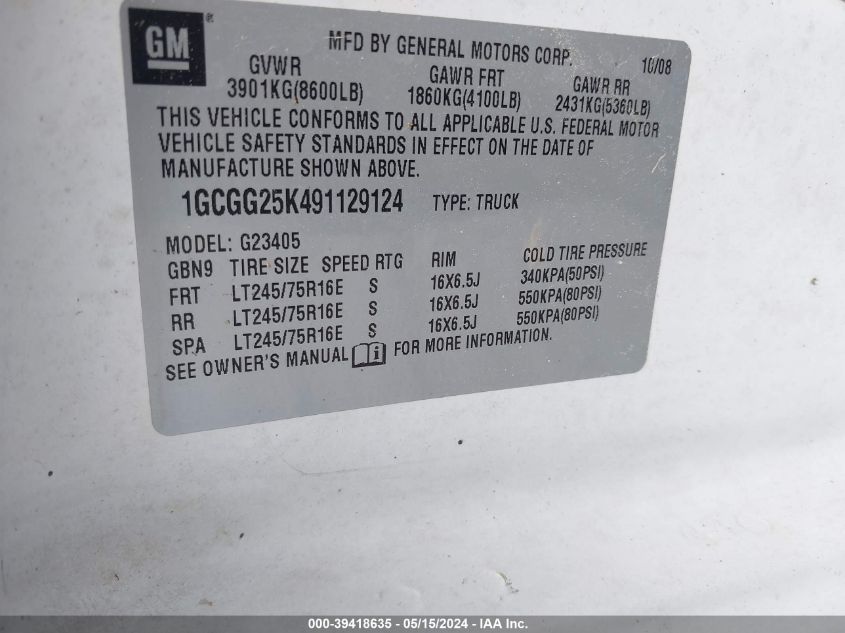 GM ®
MFD BY GENERAL MOTORS CORP. 10/08
GVWR GAWR FRT GAWR RR
3901KG(8600LB) 1860KG(4100LB) 2431KG(5360LB)
THIS VEHICLE CONFORMS TO ALL APPLICABLE U.S. FEDERAL MOTOR
VEHICLE SAFETY STANDARDS IN EFFECT ON THE DATE OF
MANUFACTURE SHOWN ABOVE.
1GCGG25K491129124 TYPE: TRUCK
MODEL: G23405
GBN9 TIRE SIZE SPEED RTG RIM COLD TIRE PRESSURE
FRT LT245/75R16E S 16X6.5J 340KPA(50PSI)
RR LT245/75R16E S 16X6.5J 550KPA(80PSI)
SPA LT245/75R16E S 16X6.5J 550KPA(80PSI)
SEE OWNER'S MANUAL i FOR MORE INFORMATION.
000-39418635 - 05/15/2024 - IAA Inc.